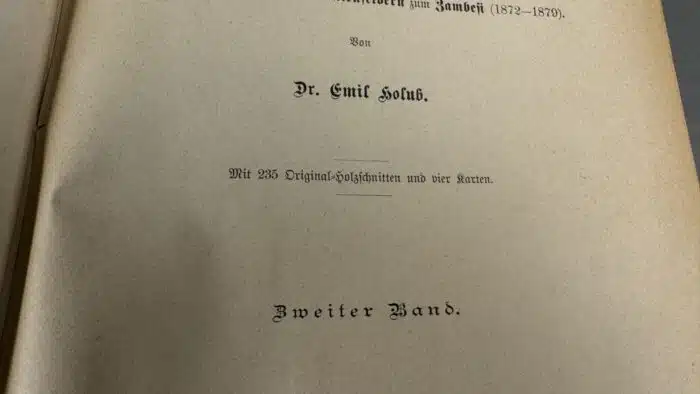 zum Zambesi (1872—1879).
Von
Dr. Emil Holub.
Mit 235 Original-Holzschnitten und vier Karten.
Zweiter Band.